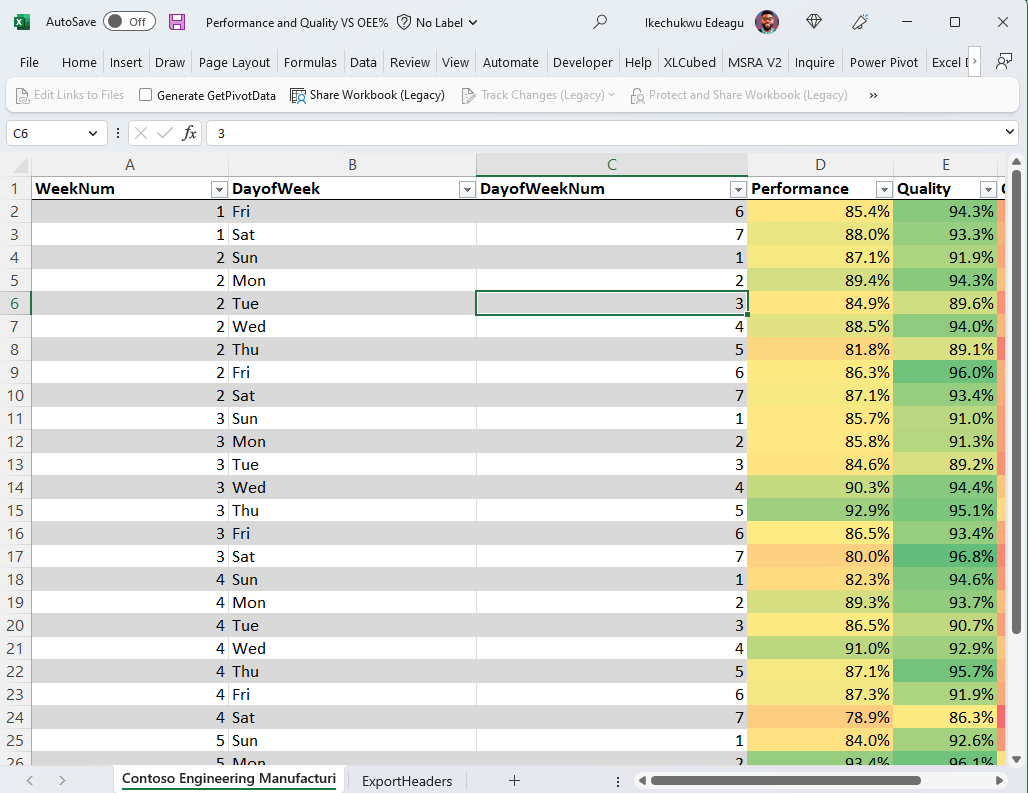 AutoSave Off Performance and Quality VS OEE% No Label Ikechukwu Edeagu
File Home Insert Draw Page Layout Formulas Data Review View Automate Developer Help XLCubed MSRA V2 Inquire Power Pivot Excel
Edit Links to Files Generate GetPivotData Share Workbook (Legacy) Track Changes (Legacy) Protect and Share Workbook (Legacy) »
C6 fx 3
A B C D E
1 WeekNum DayofWeek DayofWeekNum Performance Quality
2 1 Fri 6 85.4% 94.3%
3 1 Sat 7 88.0% 93.3%
4 2 Sun 1 87.1% 91.9%
5 2 Mon 2 89.4% 94.3%
6 2 Tue 3 84.9% 89.6%
7 2 Wed 4 88.5% 94.0%
8 2 Thu 5 81.8% 89.1%
9 2 Fri 6 86.3% 96.0%
10 2 Sat 7 87.1% 93.4%
11 3 Sun 1 85.7% 91.0%
12 3 Mon 2 85.8% 91.3%
13 3 Tue 3 84.6% 89.2%
14 3 Wed 4 90.3% 94.4%
15 3 Thu 5 92.9% 95.1%
16 3 Fri 6 86.5% 93.4%
17 3 Sat 7 80.0% 96.8%
18 4 Sun 1 82.3% 94.6%
19 4 Mon 2 89.3% 93.7%
20 4 Tue 3 86.5% 90.7%
21 4 Wed 4 91.0% 92.9%
22 4 Thu 5 87.1% 95.7%
23 4 Fri 6 87.3% 91.9%
24 4 Sat 7 78.9% 86.3%
25 5 Sun 1 84.0% 92.6%
26 5 Mon 2 93.4% 96.1%
Contoso Engineering Manufacturi ExportHeaders